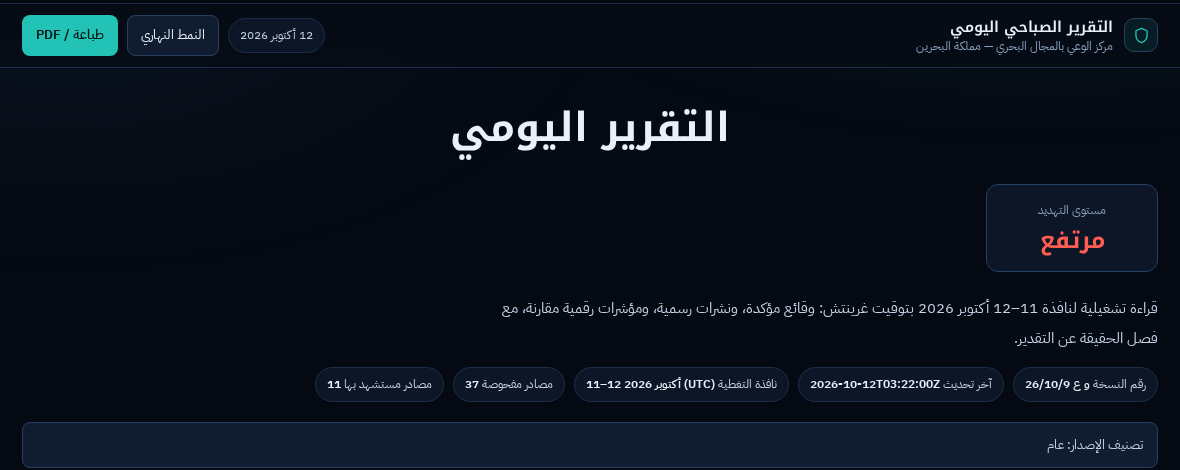 التقرير الصباحي اليومي
مركز الوعي بالمجال البحري — مملكة البحرين
12 أكتوبر 2026
النمط النهاري
طباعة / PDF
التقرير اليومي
مستوى التهديد
مرتفع
قراءة تشغيلية لنافذة 11–12 أكتوبر 2026 بتوقيت غرينتش: وقائع مؤكدة، ونشرات رسمية، ومؤشرات رقمية مقارنة، مع
فصل الحقيقة عن التقدير.
رقم النسخة و ع 26/10/9
آخر تحديث 2026-10-12T03:22:00Z
نافذة التغطية (UTC) أكتوبر 2026 12–11
مصادر مفحوصة 37
مصادر مستشهد بها 11
تصنيف الإصدار: عام